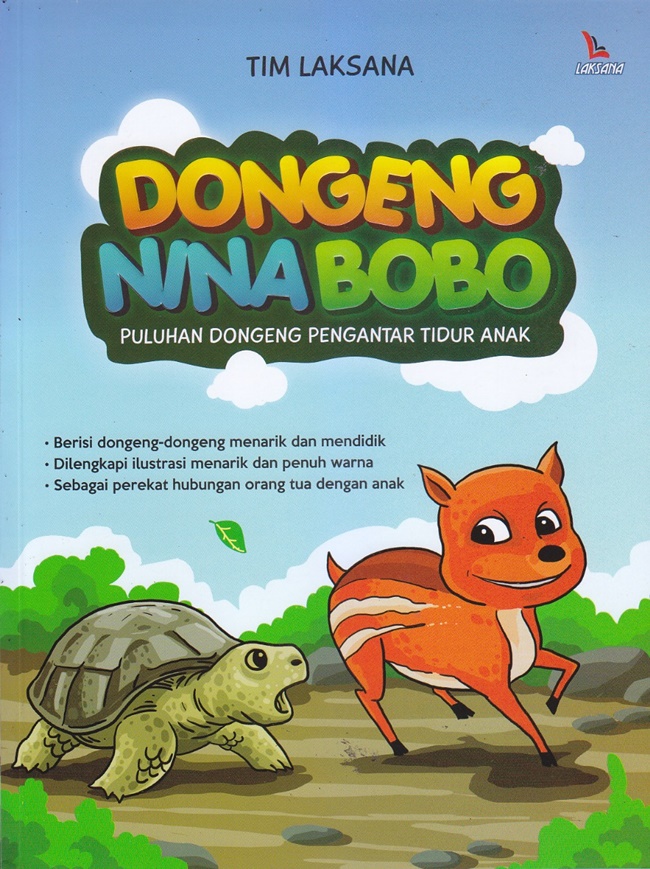 TIM LAKSANA
LAKSANA
DONGENG
NINA BOBO
PULUHAN DONGENG PENGANTAR TIDUR ANAK
• Berisi dongeng-dongeng menarik dan mendidik
• Dilengkapi ilustrasi menarik dan penuh warna
• Sebagai perekat hubungan orang tua dengan anak